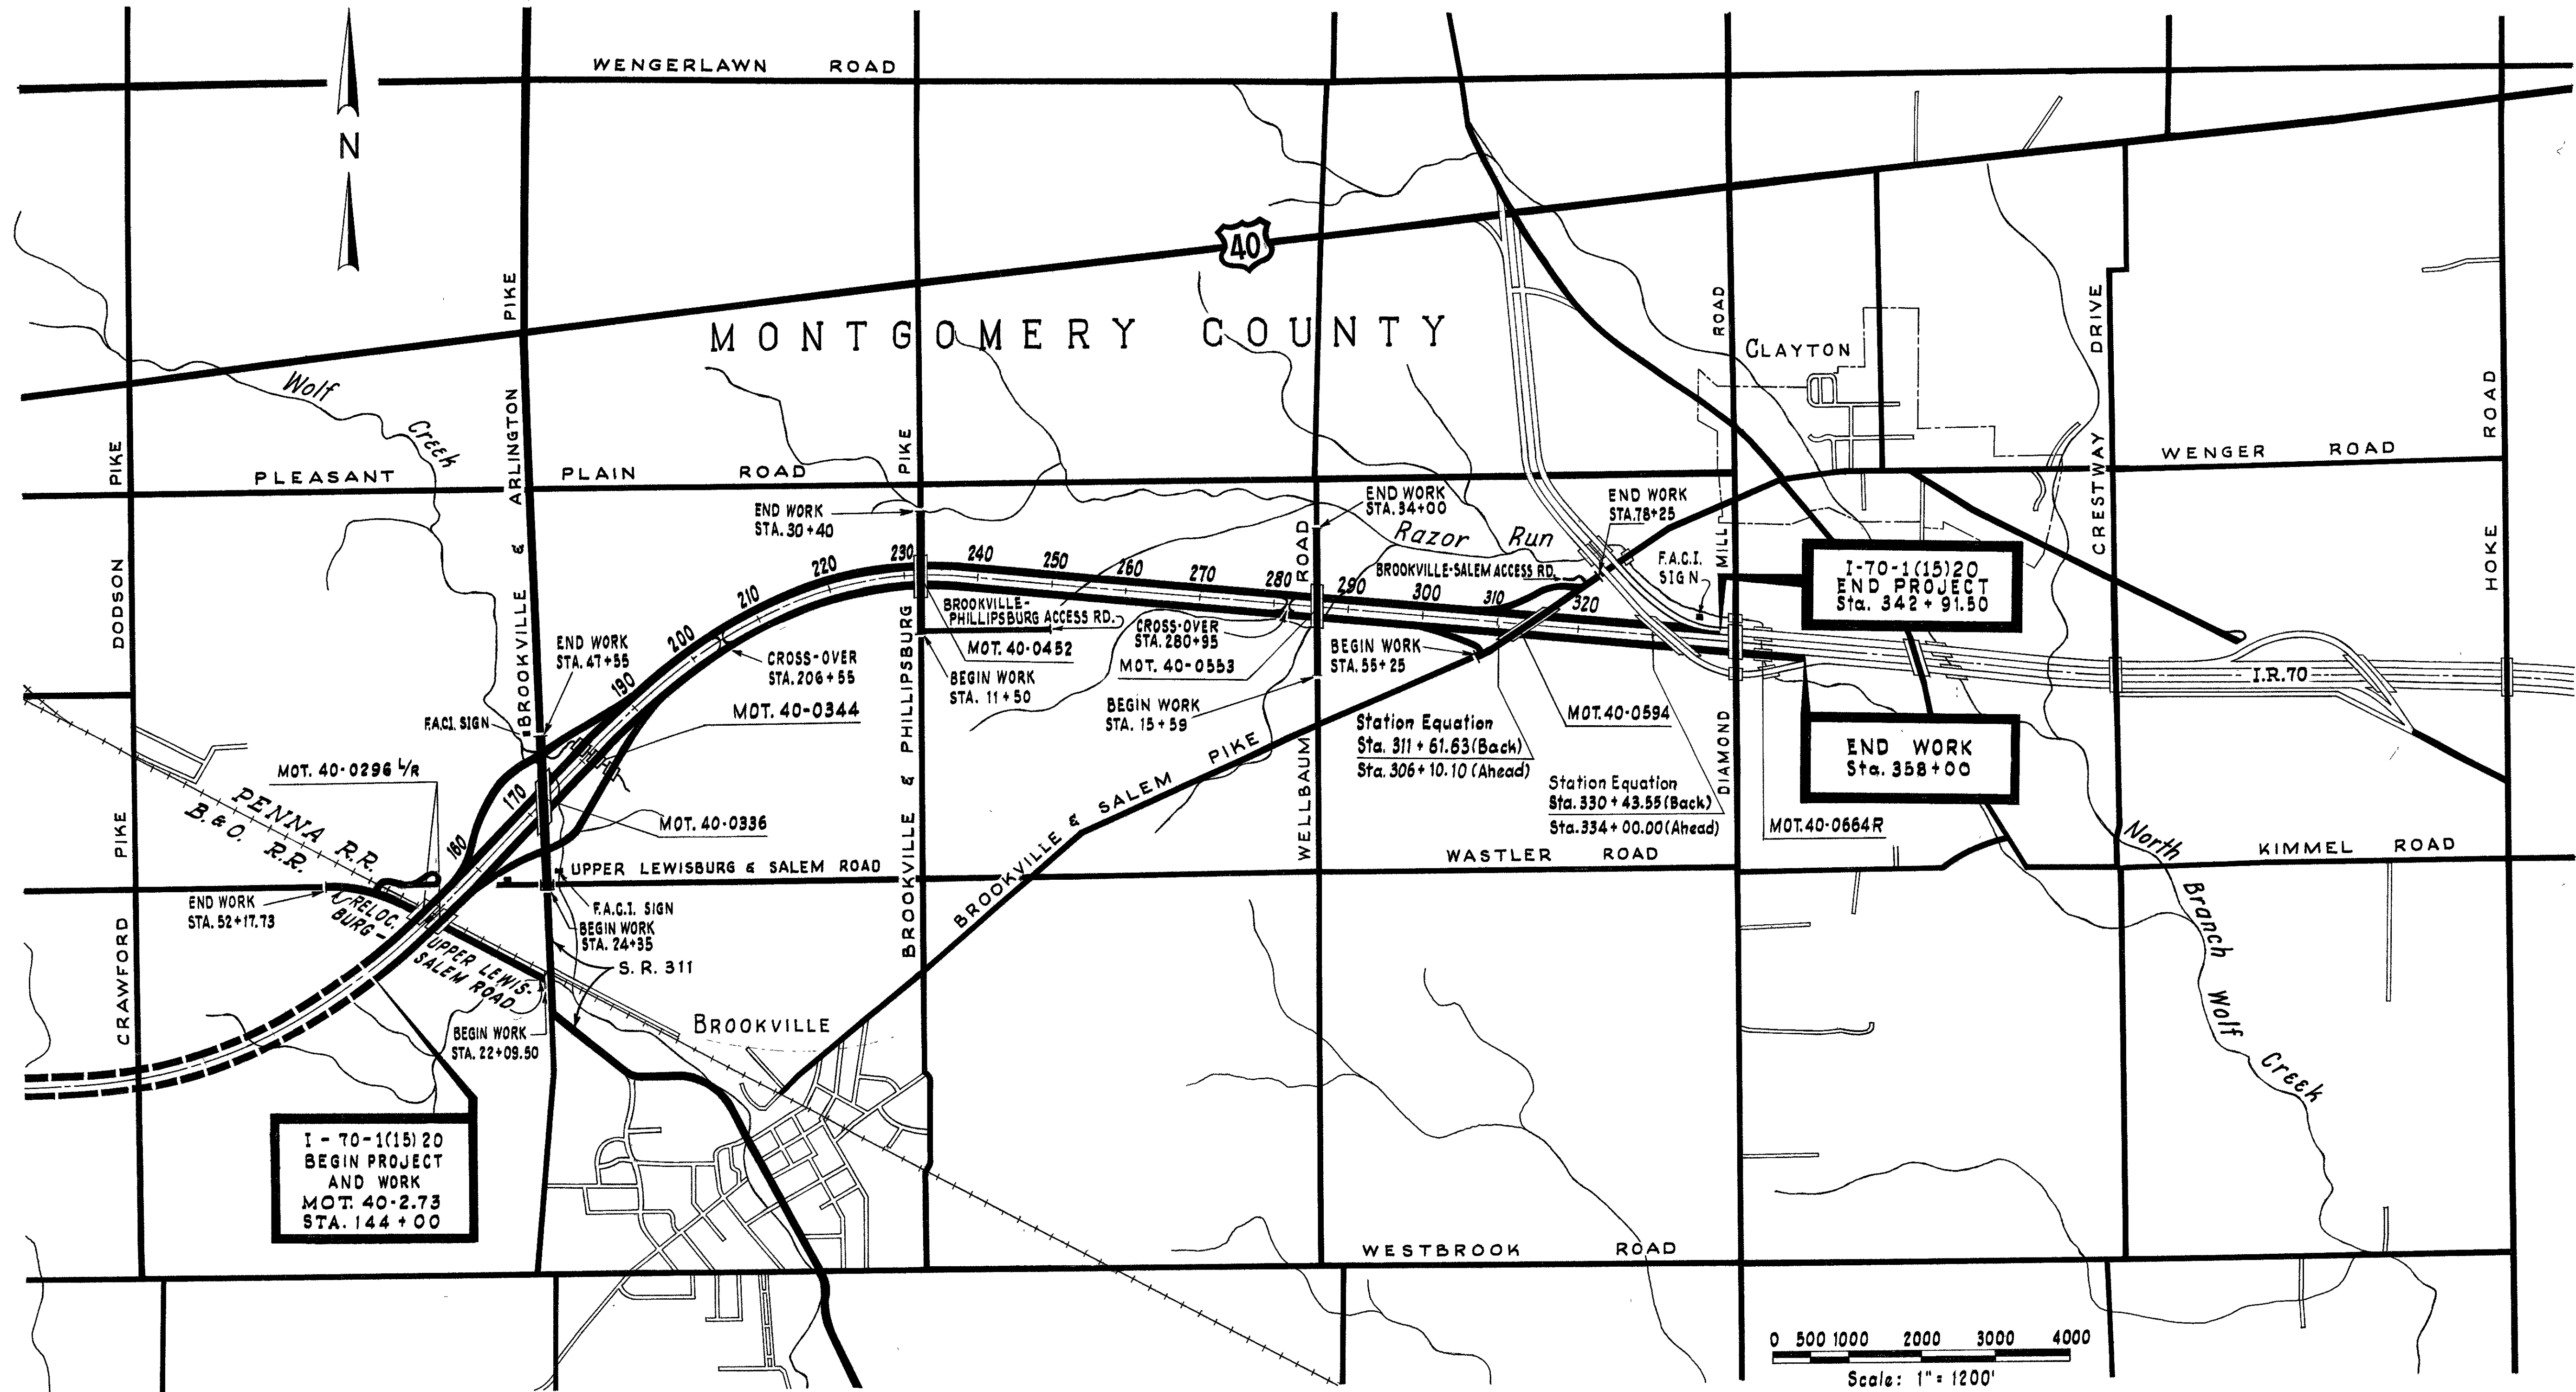 WENGERLAWN ROAD
N
40
MONTGOMERY COUNTY
PIKE
ROAD
CLAYTON
DRIVE
Wolf
Creek
BROOKVILLE & ARLINGTON
PIKE
PIKE
ROAD
PLEASANT PLAIN ROAD
WENGER ROAD
CRESTWAY
END WORK
STA. 30+40
END WORK
STA. 34+00
END WORK
STA. 78+25
Razor Run
ROAD
MILL
HOKE
DODSON
230
240
250
260
270
280
290
300
310
320
220
210
200
190
170
160
BROOKVILLE-SALEM ACCESS RD.
F.A.C.I.
SIGN
I-70-1(15)20
END PROJECT
Sta. 342+91.50
BROOKVILLE-
PHILLIPSBURG ACCESS RD.
MOT. 40-0452
CROSS-OVER
STA. 280+95
MOT. 40-0553
BEGIN WORK
STA. 55+25
END WORK
STA. 47+55
CROSS-OVER
STA. 206+55
BEGIN WORK
STA. 11+50
BEGIN WORK
STA. 15+59
I.R.70
F.A.C.I. SIGN
MOT. 40-0344
MOT. 40-0594
Station Equation
Sta. 311+61.63 (Back)
Sta. 306+10.10 (Ahead)
END WORK
Sta. 358+00
Station Equation
Sta. 330+43.55 (Back)
Sta. 334+00.00 (Ahead)
DIAMOND
MOT. 40-0664R
MOT. 40-0296 L/R
PENNA R.R.
B.&O. R.R.
MOT. 40-0336
BROOKVILLE & PHILLIPSBURG
WELLBAUM
BROOKVILLE & SALEM PIKE
UPPER LEWISBURG & SALEM ROAD
WASTLER ROAD
KIMMEL ROAD
North Branch Wolf Creek
PIKE
CRAWFORD
END WORK
STA. 52+17.73
RELOC. UPPER LEWIS-
BURG - SALEM ROAD
F.A.C.I. SIGN
BEGIN WORK
STA. 24+35
S. R. 311
BEGIN WORK
STA. 22+09.50
BROOKVILLE
I-70-1(15)20
BEGIN PROJECT
AND WORK
MOT. 40-2.73
STA. 144+00
WESTBROOK ROAD
0 500 1000 2000 3000 4000
Scale: 1" = 1200'